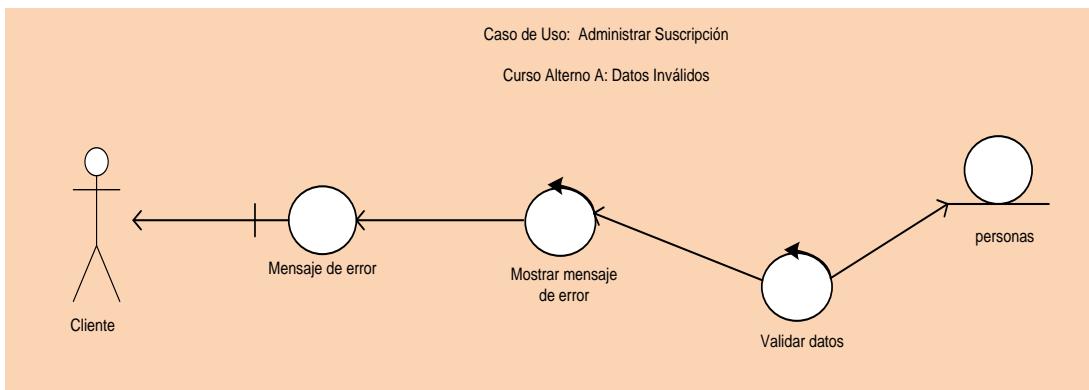 Caso de Uso: Administrar Suscripción
Curso Alterno A: Datos Inválidos
personas
Mensaje de error
Mostrar mensaje
de error
Cliente
Validar datos